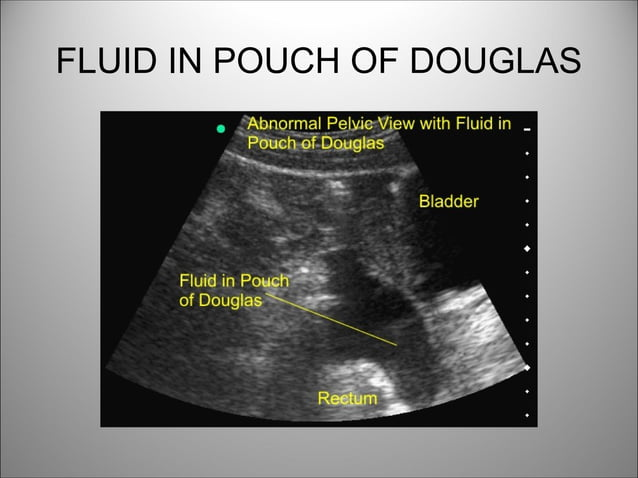 FLUID IN POUCH OF DOUGLAS
Abnormal Pelvic View with Fluid in
Pouch of Douglas
Bladder
Fluid in Pouch
of Douglas
Rectum